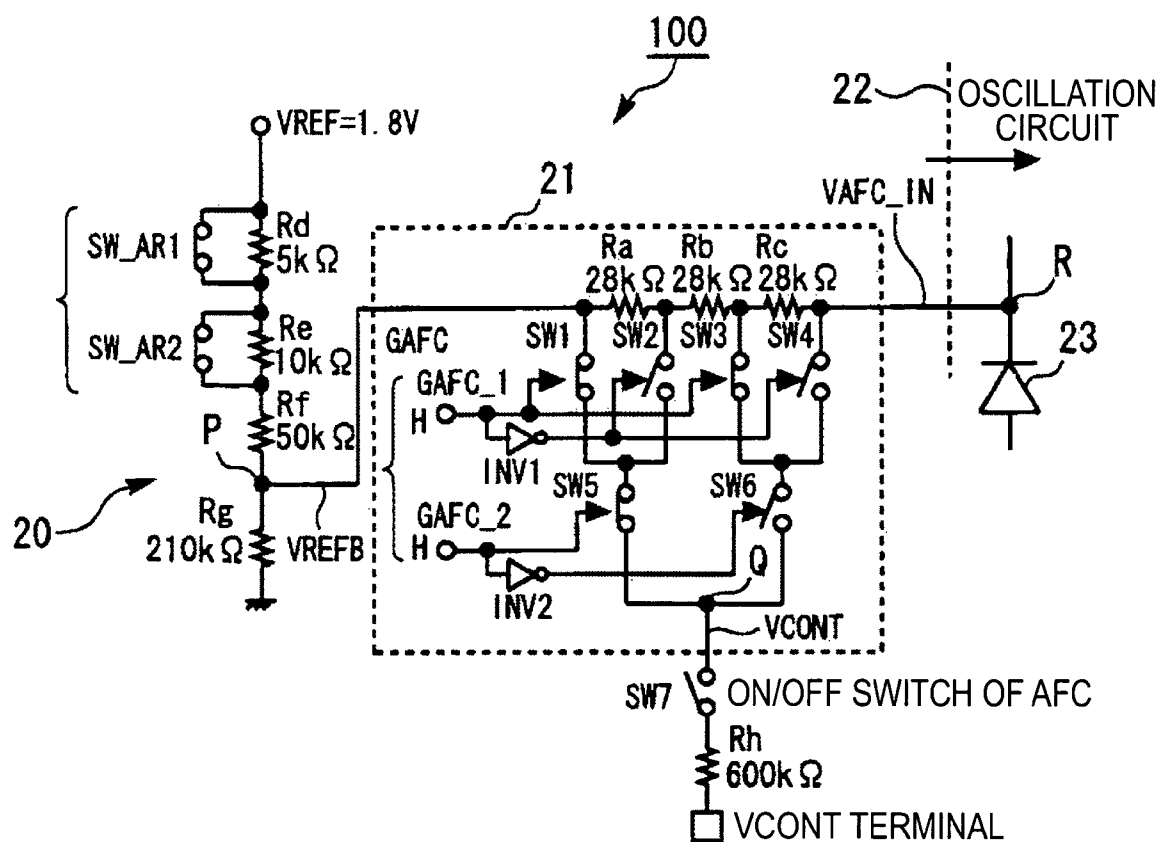 100
22
OSCILLATION
CIRCUIT
VREF=1.8V
21
VAFC_IN
SW_AR1
Rd
5kΩ
Ra
28kΩ
Rb
28kΩ
Rc
28kΩ
R
SW_AR2
Re
10kΩ
SW1
SW2
SW3
SW4
23
GAFC
GAFC_1
H
Rf
50kΩ
P
INV1
SW5
SW6
20
Rg
210kΩ
VREFB
GAFC_2
H
INV2
Q
VCONT
SW7
ON/OFF SWITCH OF AFC
Rh
600kΩ
VCONT TERMINAL